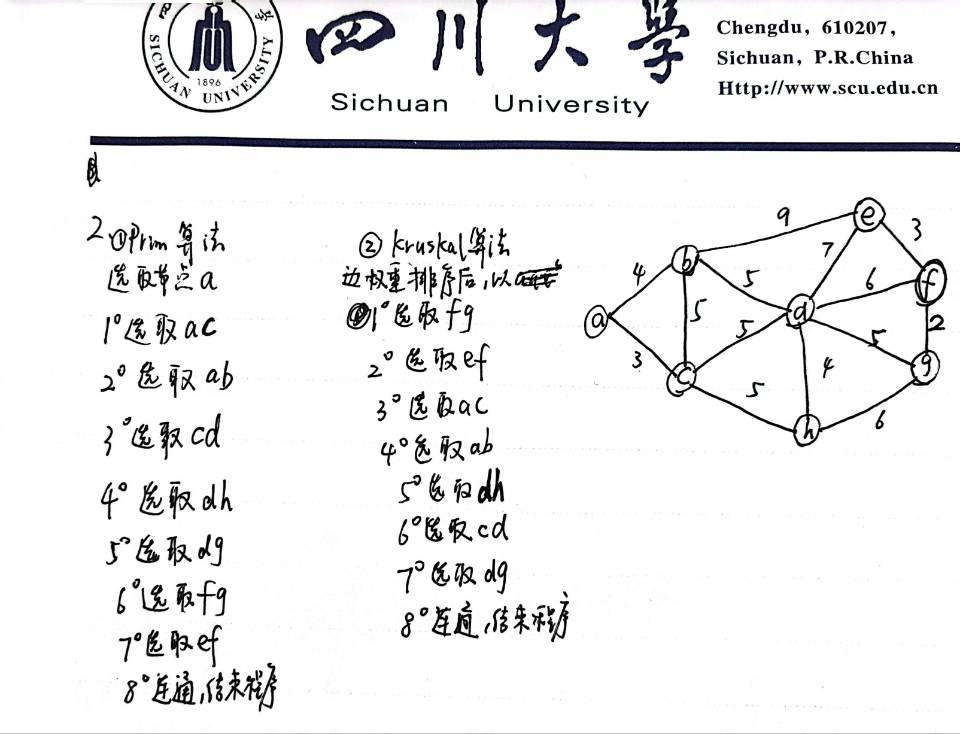 SICHUAN UNIVERSITY
1896
四川大學
Sichuan University
Chengdu, 610207,
Sichuan, P.R.China
Http://www.scu.edu.cn
2 ①Prim算法
选取单点a
1° 选取ac
2° 选取ab
3° 选取cd
4° 选取dh
5° 选取dg
6° 选取fg
7° 选取ef
8° 连通,结束程序
② kruskal算法
边权重排序后,以
1° 选取fg
2° 选取ef
3° 选取ac
4° 选取ab
5° 选取dh
6° 选取cd
7° 选取dg
8° 连通,结束程序
9
e
3
b
7
4
5
6
f
a
5
d
5
2
3
5
4
g
c
5
6
h